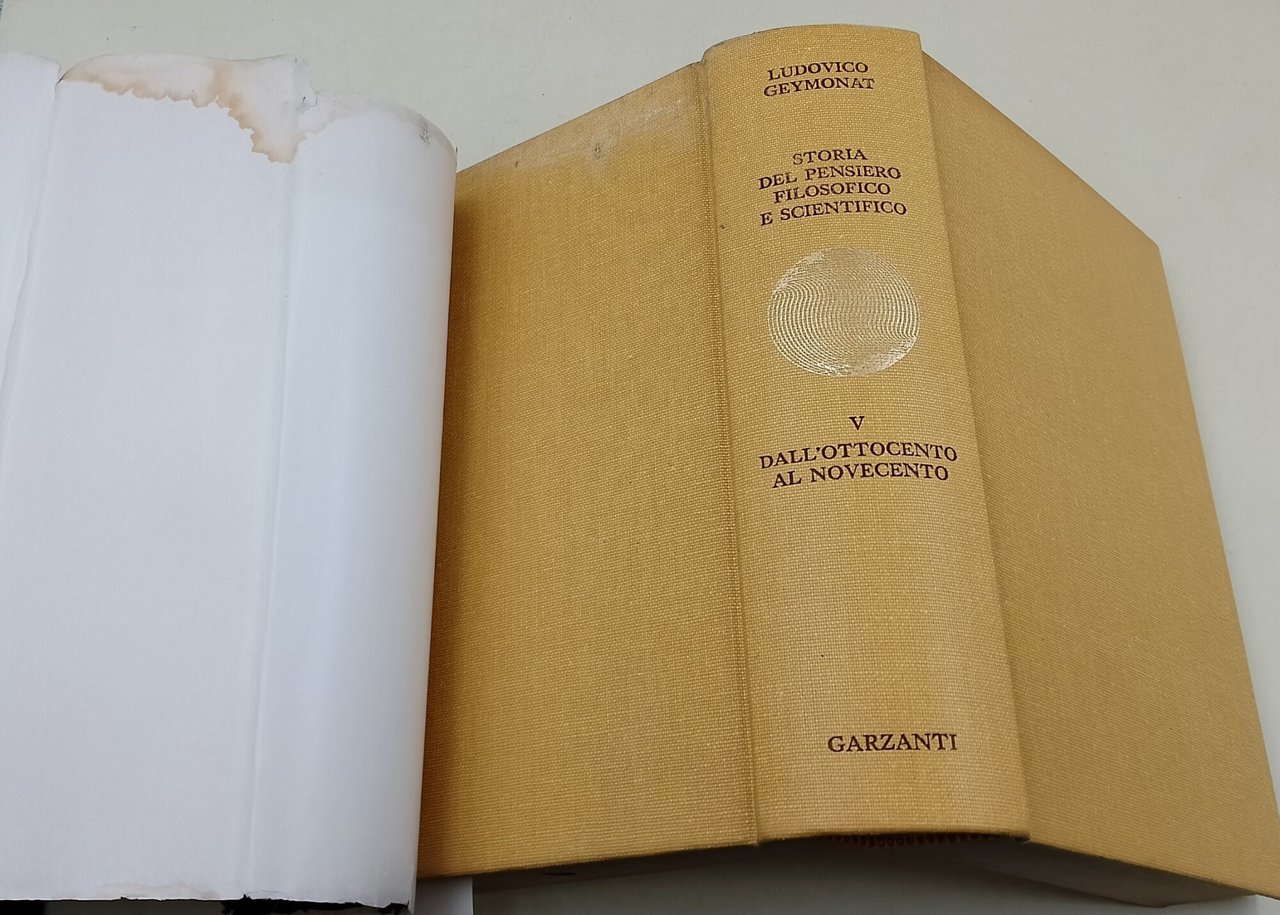 LUDOVICO
GEYMONAT
STORIA
DEL PENSIERO
FILOSOFICO
E SCIENTIFICO
V
DALL'OTTOCENTO
AL NOVECENTO
GARZANTI